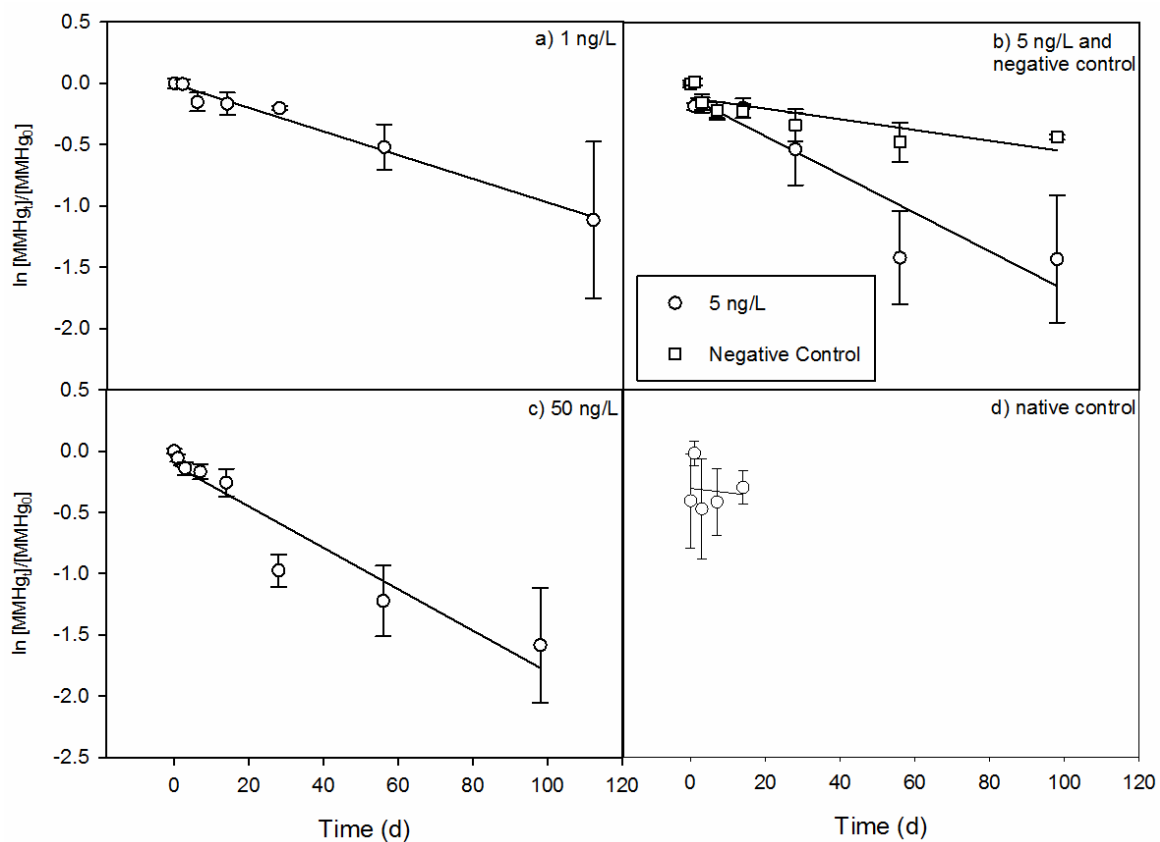 0.5
a) 1 ng/L
b) 5 ng/L and
negative control
0.0
-0.5
-1.0
-1.5
-2.0
0.5
ln [MMHgt]/[MMHg0]
5 ng/L
Negative Control
c) 50 ng/L
d) native control
0.0
-0.5
-1.0
-1.5
-2.0
-2.5
ln [MMHgt]/[MMHg0]
0 20 40 60 80 100 120
0 20 40 60 80 100 120
Time (d)
Time (d)